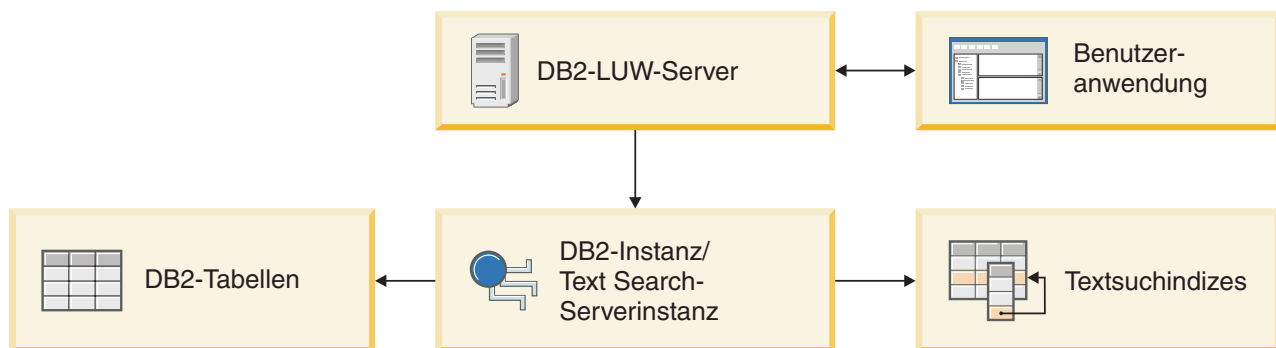 DB2-LUW-Server
Benutzer-
anwendung
DB2-Tabellen
DB2-Instanz/
Text Search-
Serverinstanz
Textsuchindizes